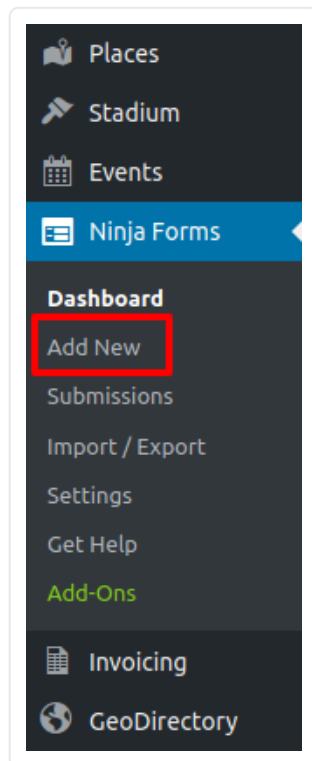 Places
Stadium
Events
Ninja Forms
Dashboard
Add New
Submissions
Import / Export
Settings
Get Help
Add-Ons
Invoicing
GeoDirectory